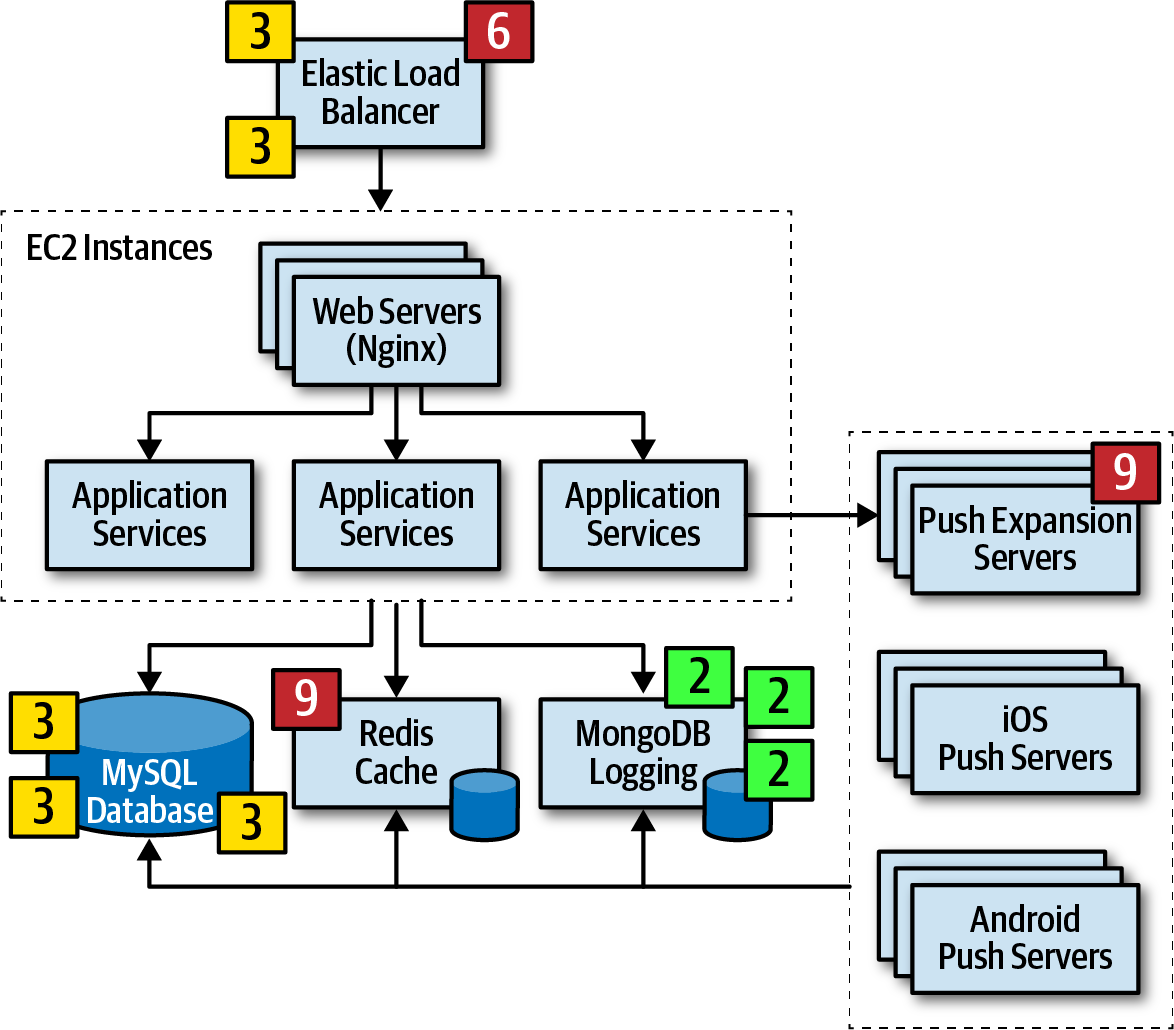 3
6
Elastic Load
Balancer
3
EC2 Instances
Web Servers
(Nginx)
Application
Services
Application
Services
Application
Services
9
Push Expansion
Servers
iOS
Push Servers
Android
Push Servers
3
MySQL
Database
3
3
9
Redis
Cache
2
2
MongoDB
Logging
2